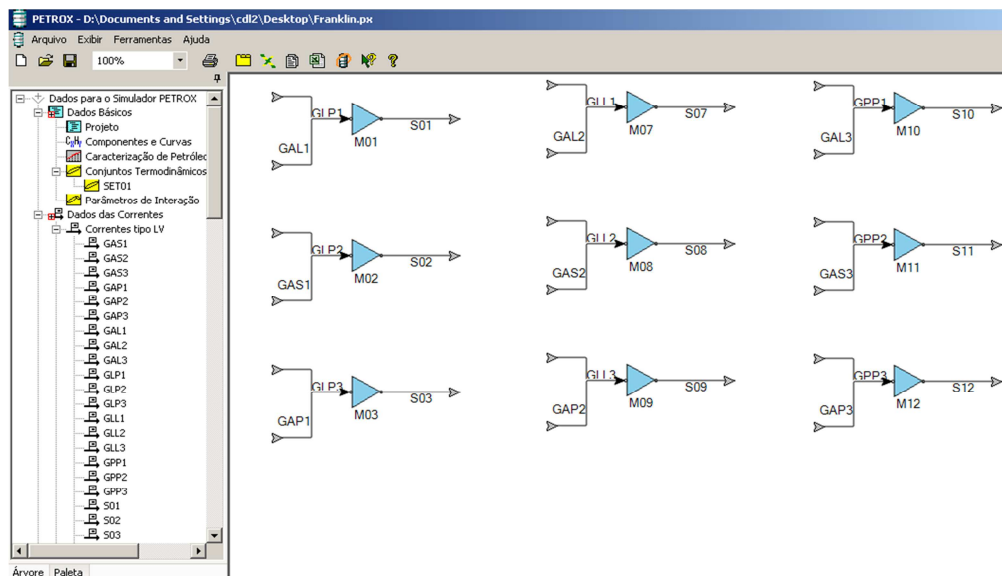 PETROX - D:\Documents and Settings\cdl2\Desktop\Franklin.px
Arquivo Exibir Ferramentas Ajuda
100%
Dados para o Simulador PETROX
Dados Básicos
Projeto
Componentes e Curvas
Caracterização de Petróleo
Conjuntos Termodinâmicos
SET01
Parâmetros de Interação
Dados das Correntes
Correntes tipo LV
GAS1
GAS2
GAS3
GAP1
GAP2
GAP3
GAL1
GAL2
GAL3
GLP1
GLP2
GLP3
GLL1
GLL2
GLL3
GPP1
GPP2
GPP3
S01
S02
S03
Árvore Paleta
GLP1 S01
GAL1 M01
GLL1 S07
GAL2 M07
GPP1 S10
GAL3 M10
GLP2 S02
GAS1 M02
GLL2 S08
GAS2 M08
GPP2 S11
GAS3 M11
GLP3 S03
GAP1 M03
GLL3 S09
GAP2 M09
GPP3 S12
GAP3 M12